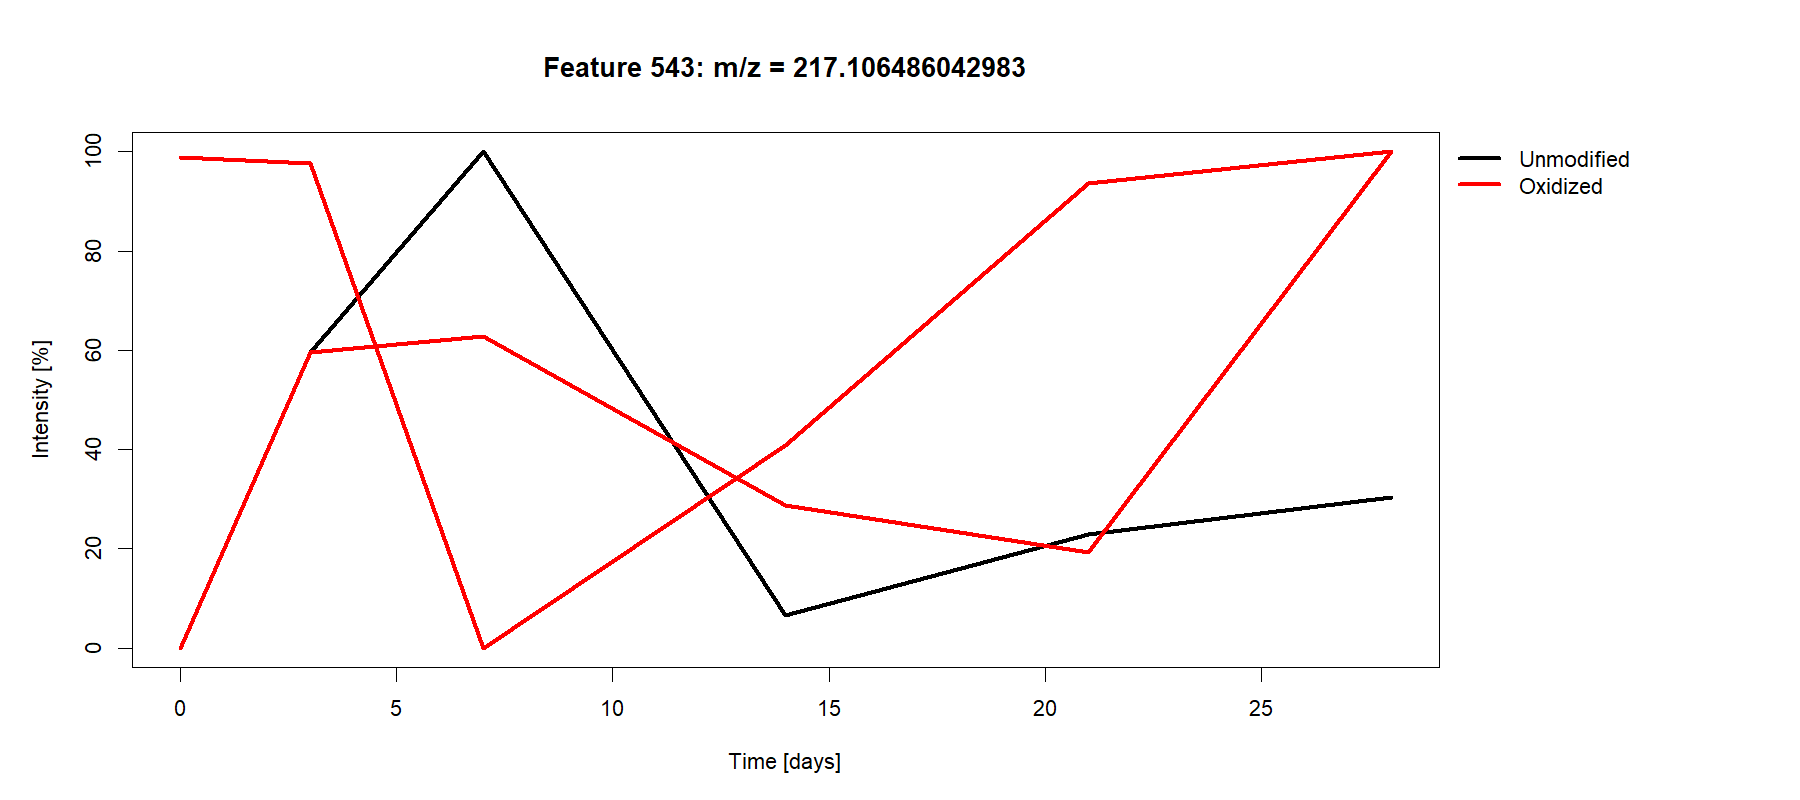 Feature 543: m/z = 217.106486042983
Unmodified
Oxidized
Intensity [%]
100
80
60
40
20
0
0 5 10 15 20 25
Time [days]